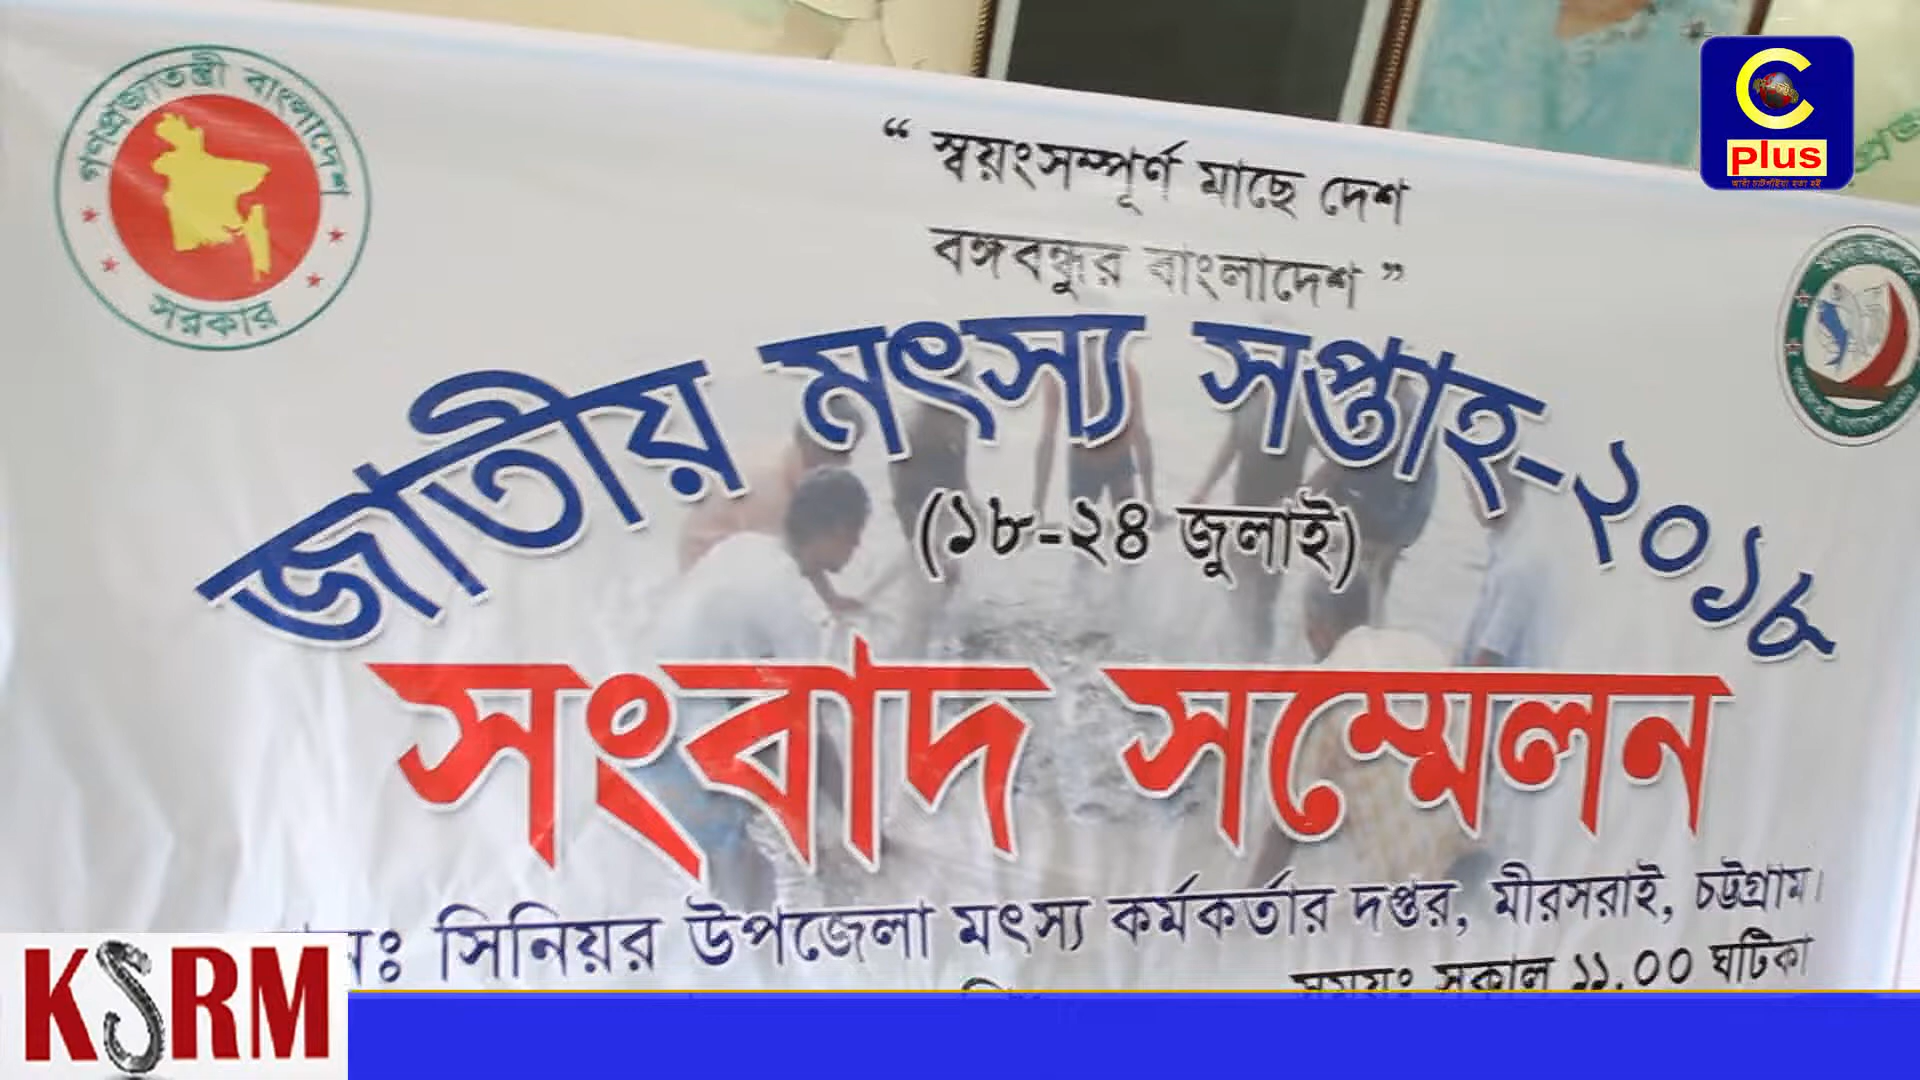 গণপ্রজাতন্ত্রী বাংলাদেশ
সরকার
C
plus
“ স্বয়ংসম্পূর্ণ মাছে দেশ
বঙ্গবন্ধুর বাংলাদেশ ”
জাতীয় মৎস্য সপ্তাহ-২০১৮
(১৮-২৪ জুলাই)
সংবাদ সম্মেলন
সিনিয়র উপজেলা মৎস্য কর্মকর্তার দপ্তর, মীরসরাই, চট্টগ্রাম।
সময়ঃ সকাল ১১.০০ ঘটিকা
KSRM